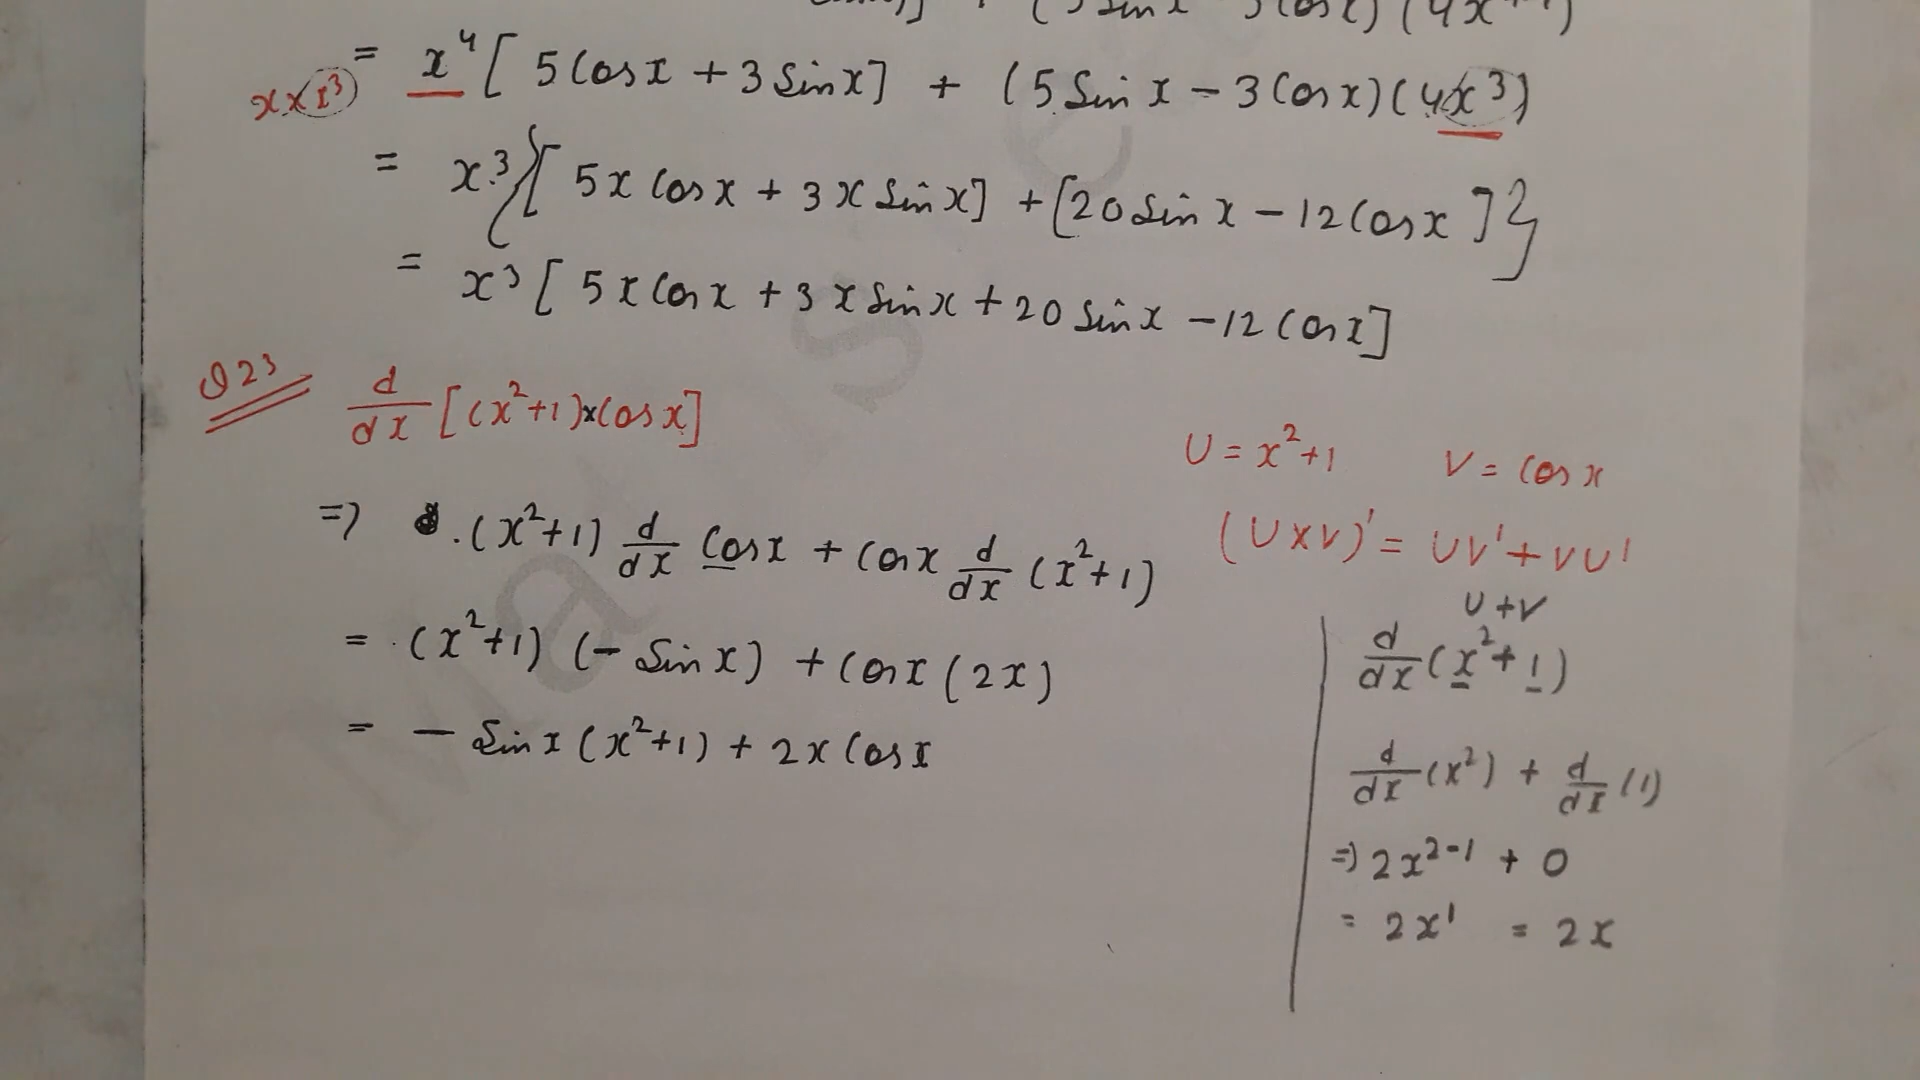 (4x⁴⁻¹)
= x⁴ [ 5 Cos x + 3 Sin x] + (5 Sin x - 3 Cos x) (4x³)
x × x³
= x³ { [ 5x Cos x + 3x Sin x] + [20 Sin x - 12 Cos x ] }
= x³ [ 5x Cos x + 3x Sin x + 20 Sin x - 12 Cos x]
Q23 d/dx [(x²+1)×Cos x]
U = x²+1 V = Cos x
=> (x²+1) d/dx Cos x + Cos x d/dx (x²+1)
(U×V)' = UV' + VU'
= (x²+1) (- Sin x) + Cos x (2x)
= - Sin x (x²+1) + 2x Cos x
U + V
d/dx (x² + 1)
d/dx (x²) + d/dx (1)
=> 2x²⁻¹ + 0
= 2x¹ = 2x
Maths